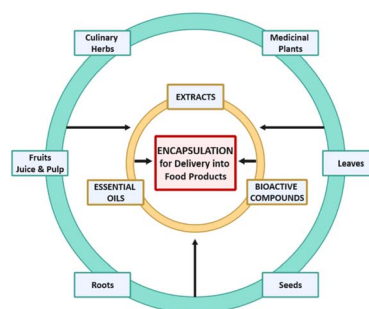 Culinary
Herbs
Medicinal
Plants
EXTRACTS
ENCAPSULATION
for Delivery into
Food Products
Fruits
Juice & Pulp
Leaves
ESSENTIAL
OILS
BIOACTIVE
COMPOUNDS
Roots
Seeds